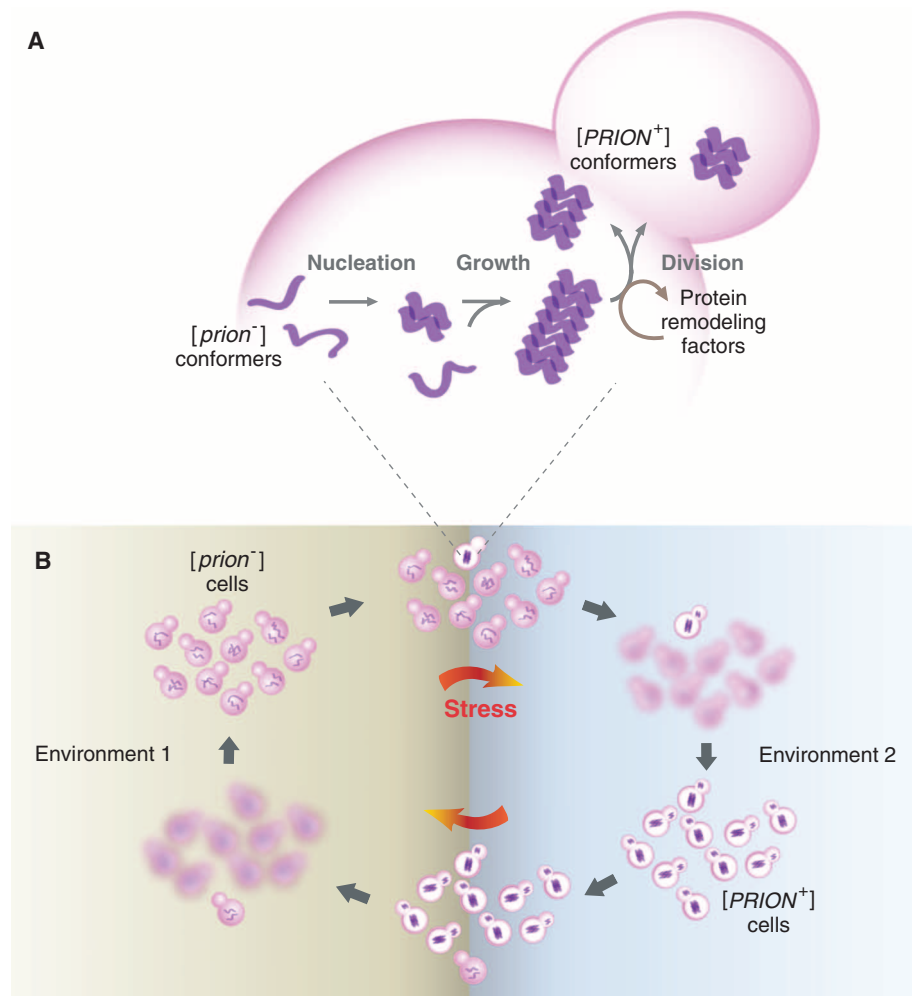 A
[PRION+]
conformers
Nucleation
Growth
Division
[prion-]
conformers
Protein
remodeling
factors
B
[prion-]
cells
Stress
Environment 1
Environment 2
[PRION+]
cells